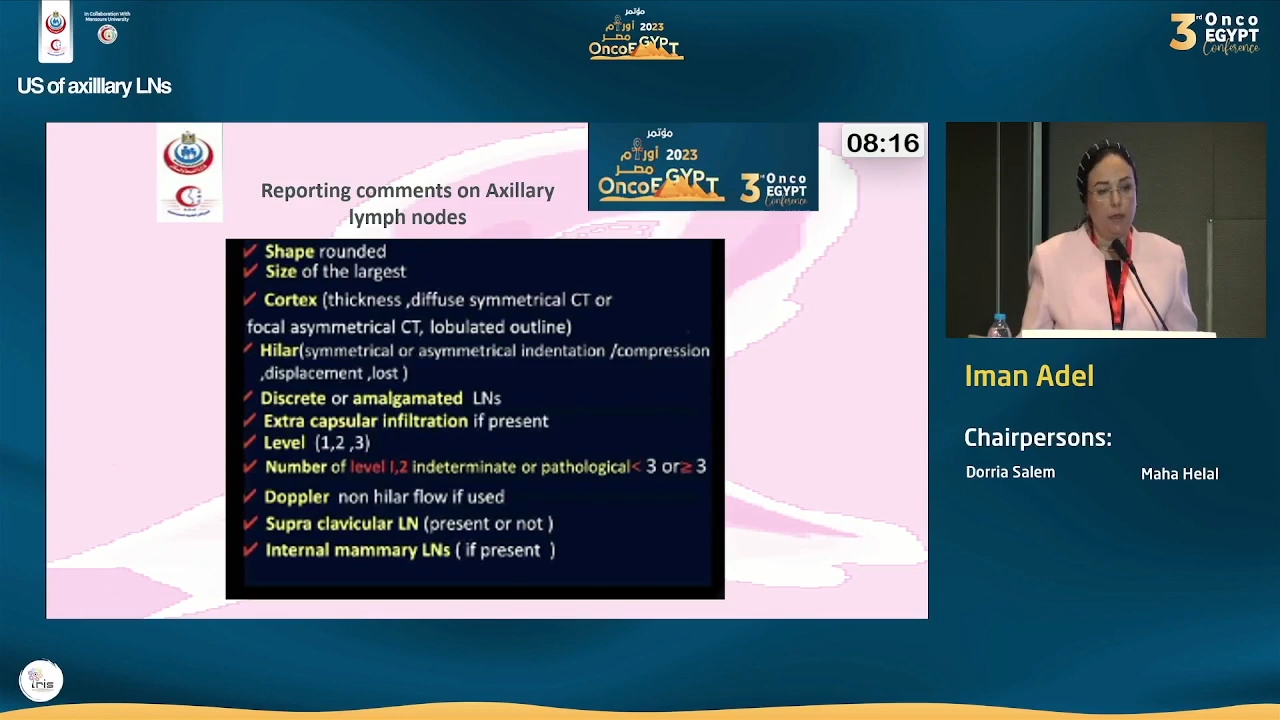 In Collaboration With
Mansoura University
مؤتمر
أورام 2023
مصر
OncoEGYPT
3rd Onco
EGYPT
Conference
US of axilllary LNs
مؤتمر
أورام 2023
مصر
OncoEGYPT
3rd Onco
EGYPT
Conference
08:16
Reporting comments on Axillary
lymph nodes
✓ Shape rounded
✓ Size of the largest
✓ Cortex (thickness ,diffuse symmetrical CT or
focal asymmetrical CT, lobulated outline)
✓ Hilar(symmetrical or asymmetrical indentation /compression
,displacement ,lost )
✓ Discrete or amalgamated LNs
✓ Extra capsular infiltration if present
✓ Level (1,2 ,3)
✓ Number of level I,2 indeterminate or pathological< 3 or≥ 3
✓ Doppler non hilar flow if used
✓ Supra clavicular LN (present or not )
✓ Internal mammary LNs ( if present )
Iman Adel
Chairpersons:
Dorria Salem
Maha Helal
iris